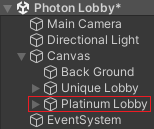 Photon Lobby*
Main Camera
Directional Light
Canvas
Back Ground
Unique Lobby
Platinum Lobby
EventSystem